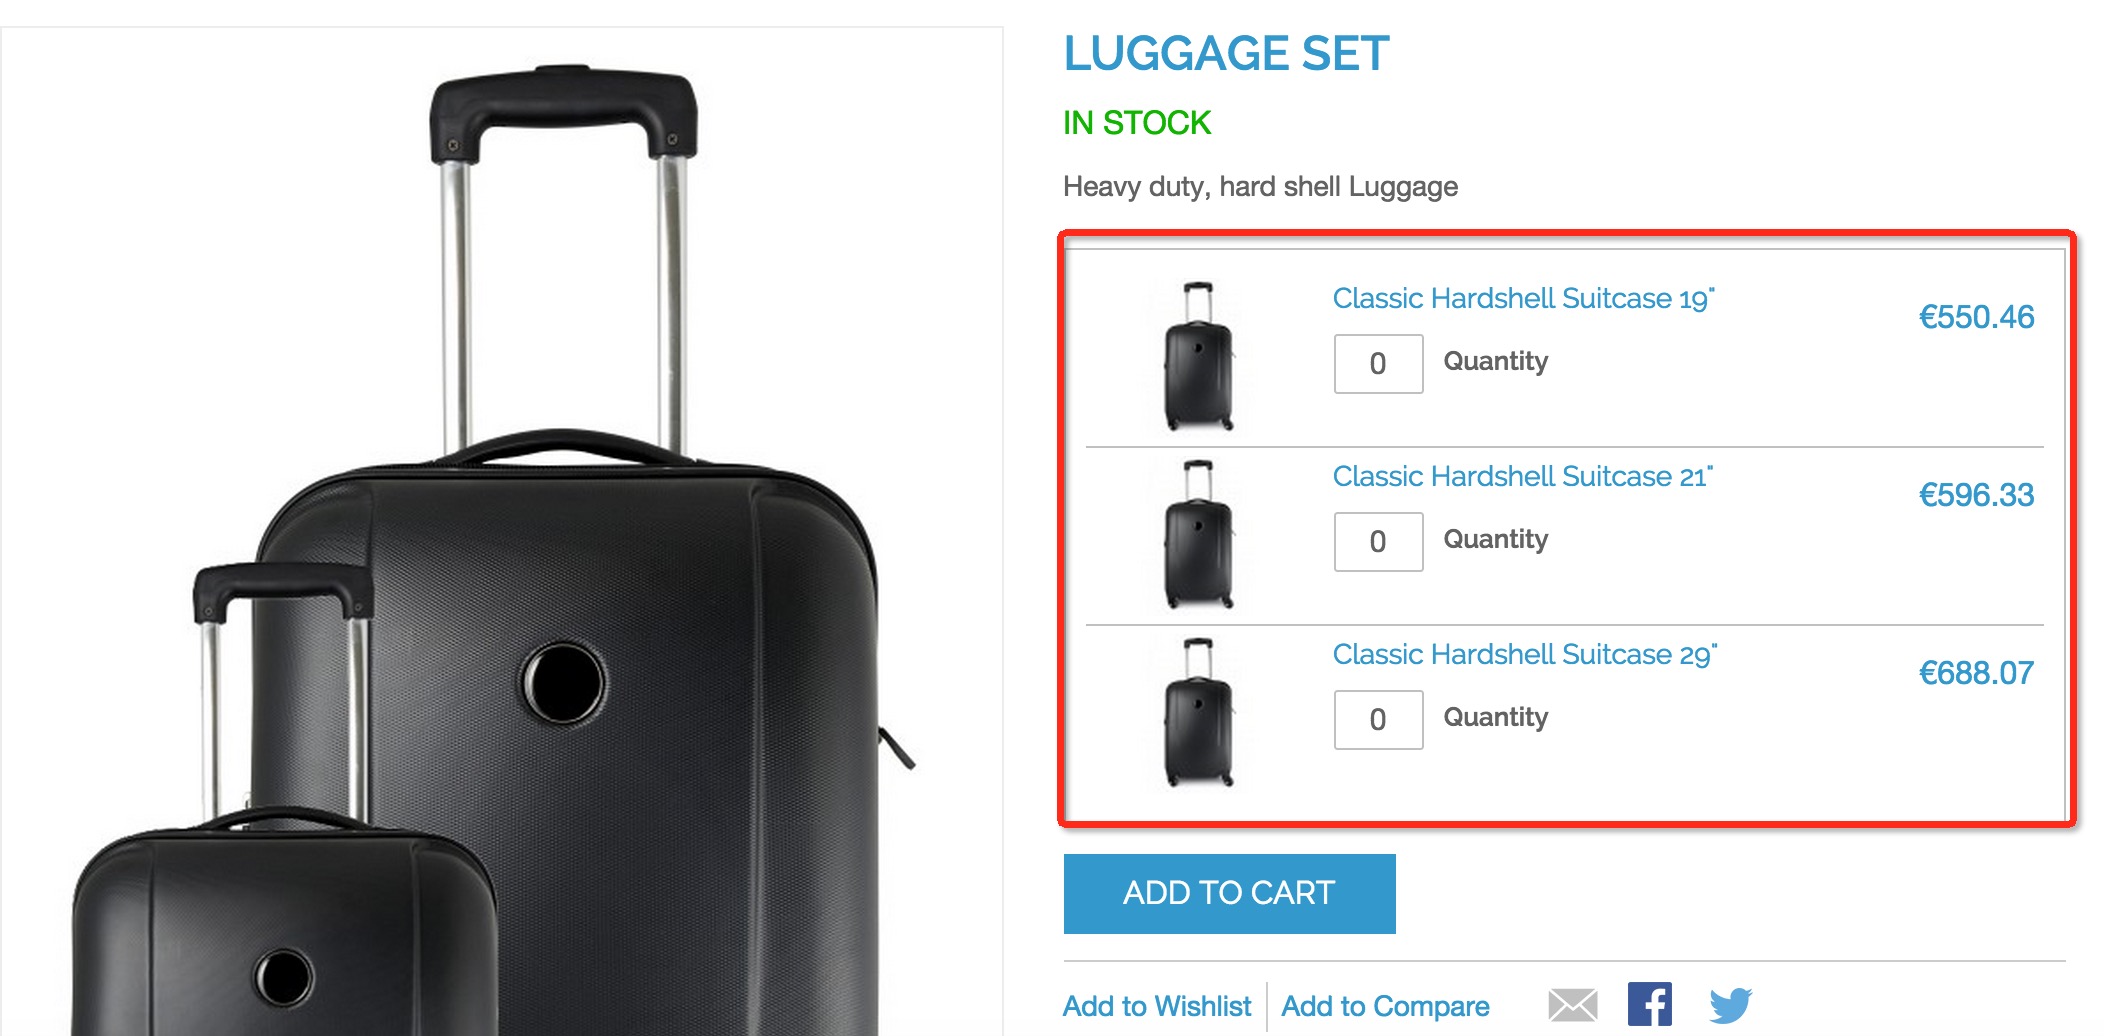 LUGGAGE SET
IN STOCK
Heavy duty, hard shell Luggage
Classic Hardshell Suitcase 19"
€550.46
0 Quantity
Classic Hardshell Suitcase 21"
€596.33
0 Quantity
Classic Hardshell Suitcase 29"
€688.07
0 Quantity
ADD TO CART
Add to Wishlist Add to Compare